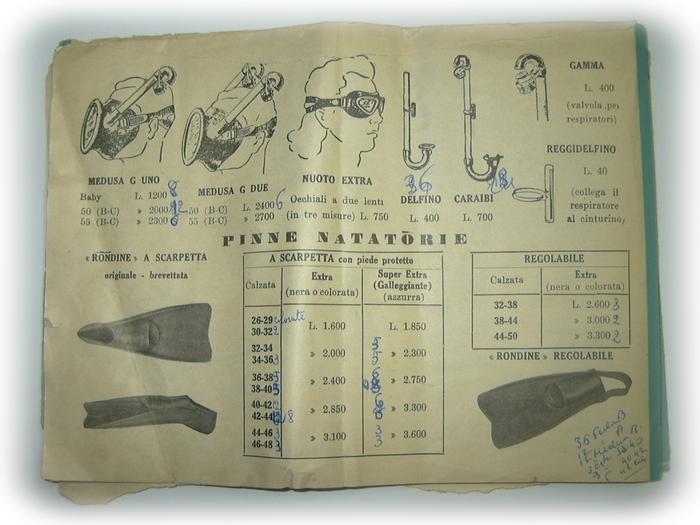 GAMMA
L. 400
(valvola per
respiratori)
REGGIDELFINO
L. 40
(collega il
respiratore
al cinturino)
MEDUSA G UNO
Baby L. 1200 8
50 (B-C) » 2000
55 (B-C) » 2300
MEDUSA G DUE
50 (B-C) L. 2400 6
55 (B-C) » 2700
NUOTO EXTRA
Occhiali a due lenti
(in tre misure) L. 750
36
DELFINO
L. 400
CARAIBI
L. 700
PINNE NATATÒRIE
« RONDINE » A SCARPETTA
originale - brevettata
A SCARPETTA con piede protetto
Calzata Extra (nera o colorata) Super Extra (Galleggiante) (azzurra)
26-29
30-32 L. 1.600 L. 1.850
32-34
34-36 » 2.000 » 2.300
36-38
38-40 » 2.400 » 2.750
40-42
42-44 » 2.850 » 3.300
44-46
46-48 » 3.100 » 3.600
REGOLABILE
Calzata Extra (nera o colorata)
32-38 L. 2.600 3
38-44 » 3.000 2
44-50 » 3.300 2
« RONDINE » REGOLABILE